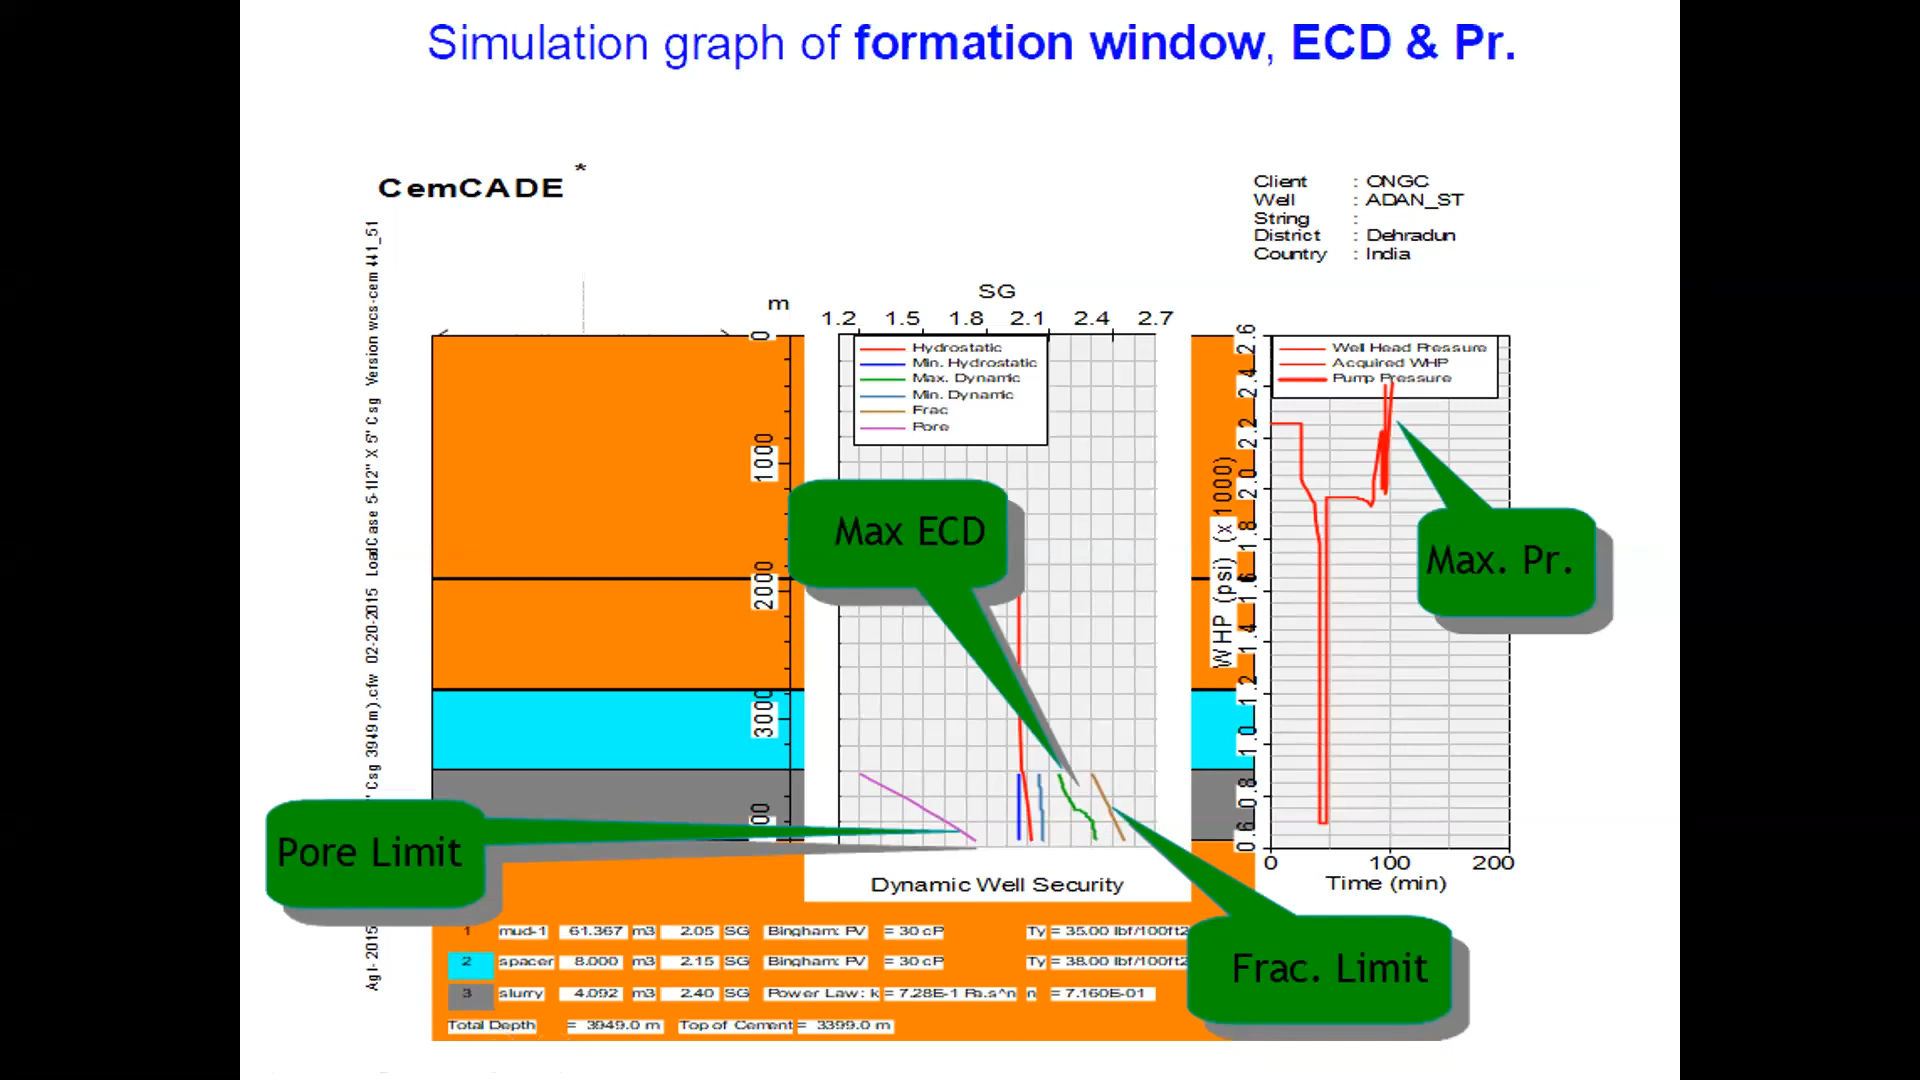 Simulation graph of formation window, ECD & Pr.
CemCADE *
Client : ONGC
Well : ADAN_ST
String :
District : Dehradun
Country : India
Csg 3949m).cfw 02-20-2015 LoadCase 5-1/2" X 5" Csg Version wcs-cem 441_51
m
0
1000
2000
3000
00
SG
1.2 1.5 1.8 2.1 2.4 2.7
Hydrostatic
Min. Hydrostatic
Max. Dynamic
Min. Dynamic
Frac
Pore
Dynamic Well Security
WHP (psi) (x 1000)
2.6
2.4
2.2
2.0
1.8
1.6
1.4
1.2
1.0
0.8
0.6
Well Head Pressure
Acquired WHP
Pump Pressure
0 100 200
Time (min)
Max ECD
Max. Pr.
Pore Limit
Frac. Limit
1 mud-1 61.367 m3 2.05 SG Bingham: PV = 30 cP Ty = 35.00 lbf/100ft2
2 spacer 8.000 m3 2.15 SG Bingham: PV = 30 cP Ty = 38.00 lbf/100ft2
3 slurry 4.092 m3 2.40 SG Power Law: k = 7.28E-1 Pa.s^n n = 7.160E-01
Total Depth = 3949.0 m Top of Cement = 3399.0 m